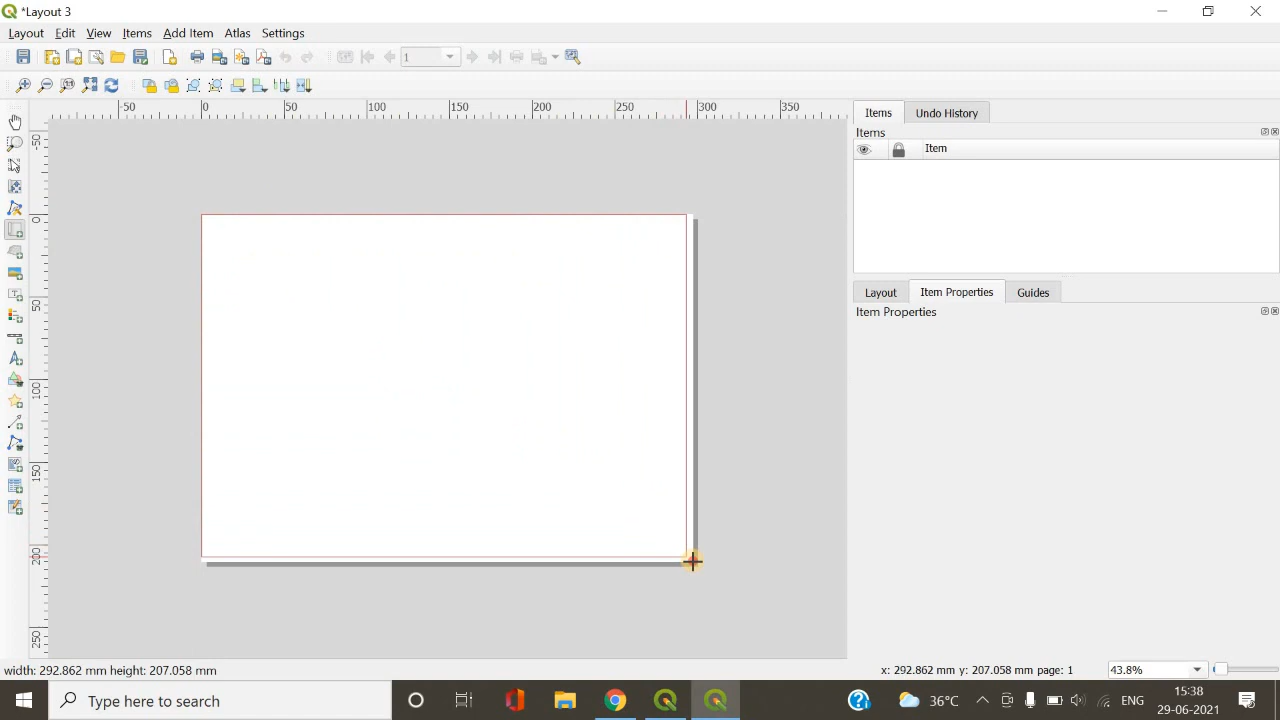 *Layout 3
Layout Edit View Items Add Item Atlas Settings
1
-50 0 50 100 150 200 250 300 350
-50
0
50
100
150
200
250
Items Undo History
Items
Item
Layout Item Properties Guides
Item Properties
width: 292.862 mm height: 207.058 mm
x: 292.862 mm y: 207.058 mm page: 1
43.8%
Type here to search
36°C
ENG
15:38
29-06-2021